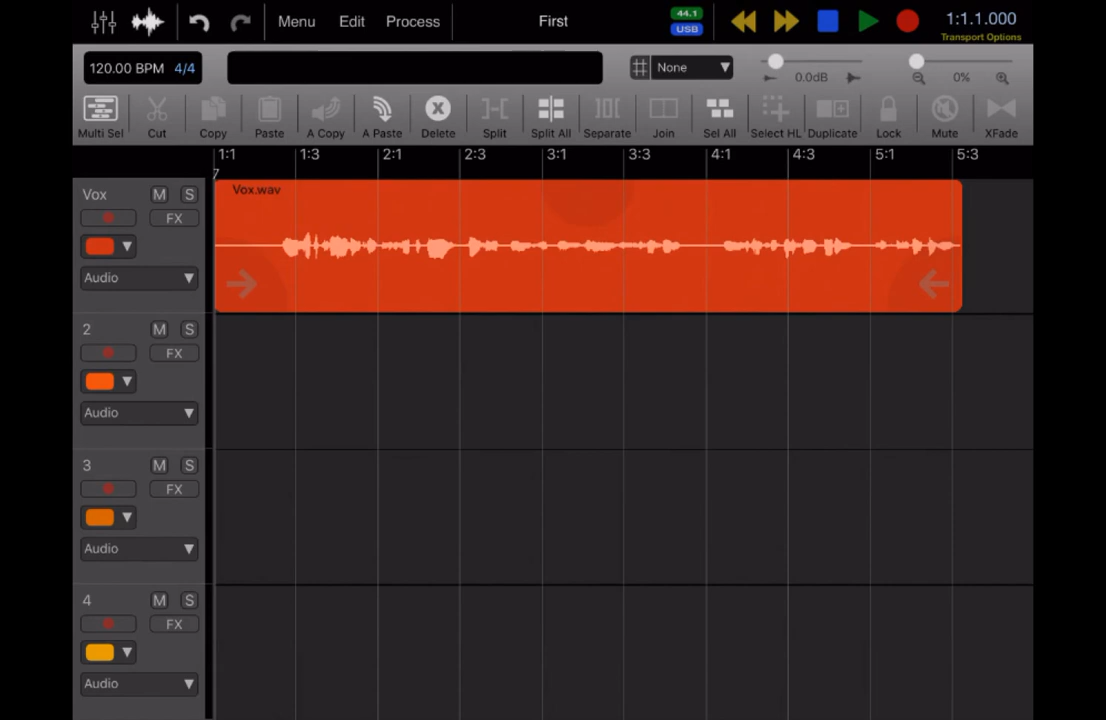 Menu Edit Process First 44.1 USB 1:1.1.000
Transport Options
120.00 BPM 4/4 None 0.0dB 0%
Multi Sel Cut Copy Paste A Copy A Paste Delete Split Split All Separate Join Sel All Select HL Duplicate Lock Mute XFade
1:1 1:3 2:1 2:3 3:1 3:3 4:1 4:3 5:1 5:3
Vox M S
Vox.wav
FX
Audio
2 M S
FX
Audio
3 M S
FX
Audio
4 M S
FX
Audio